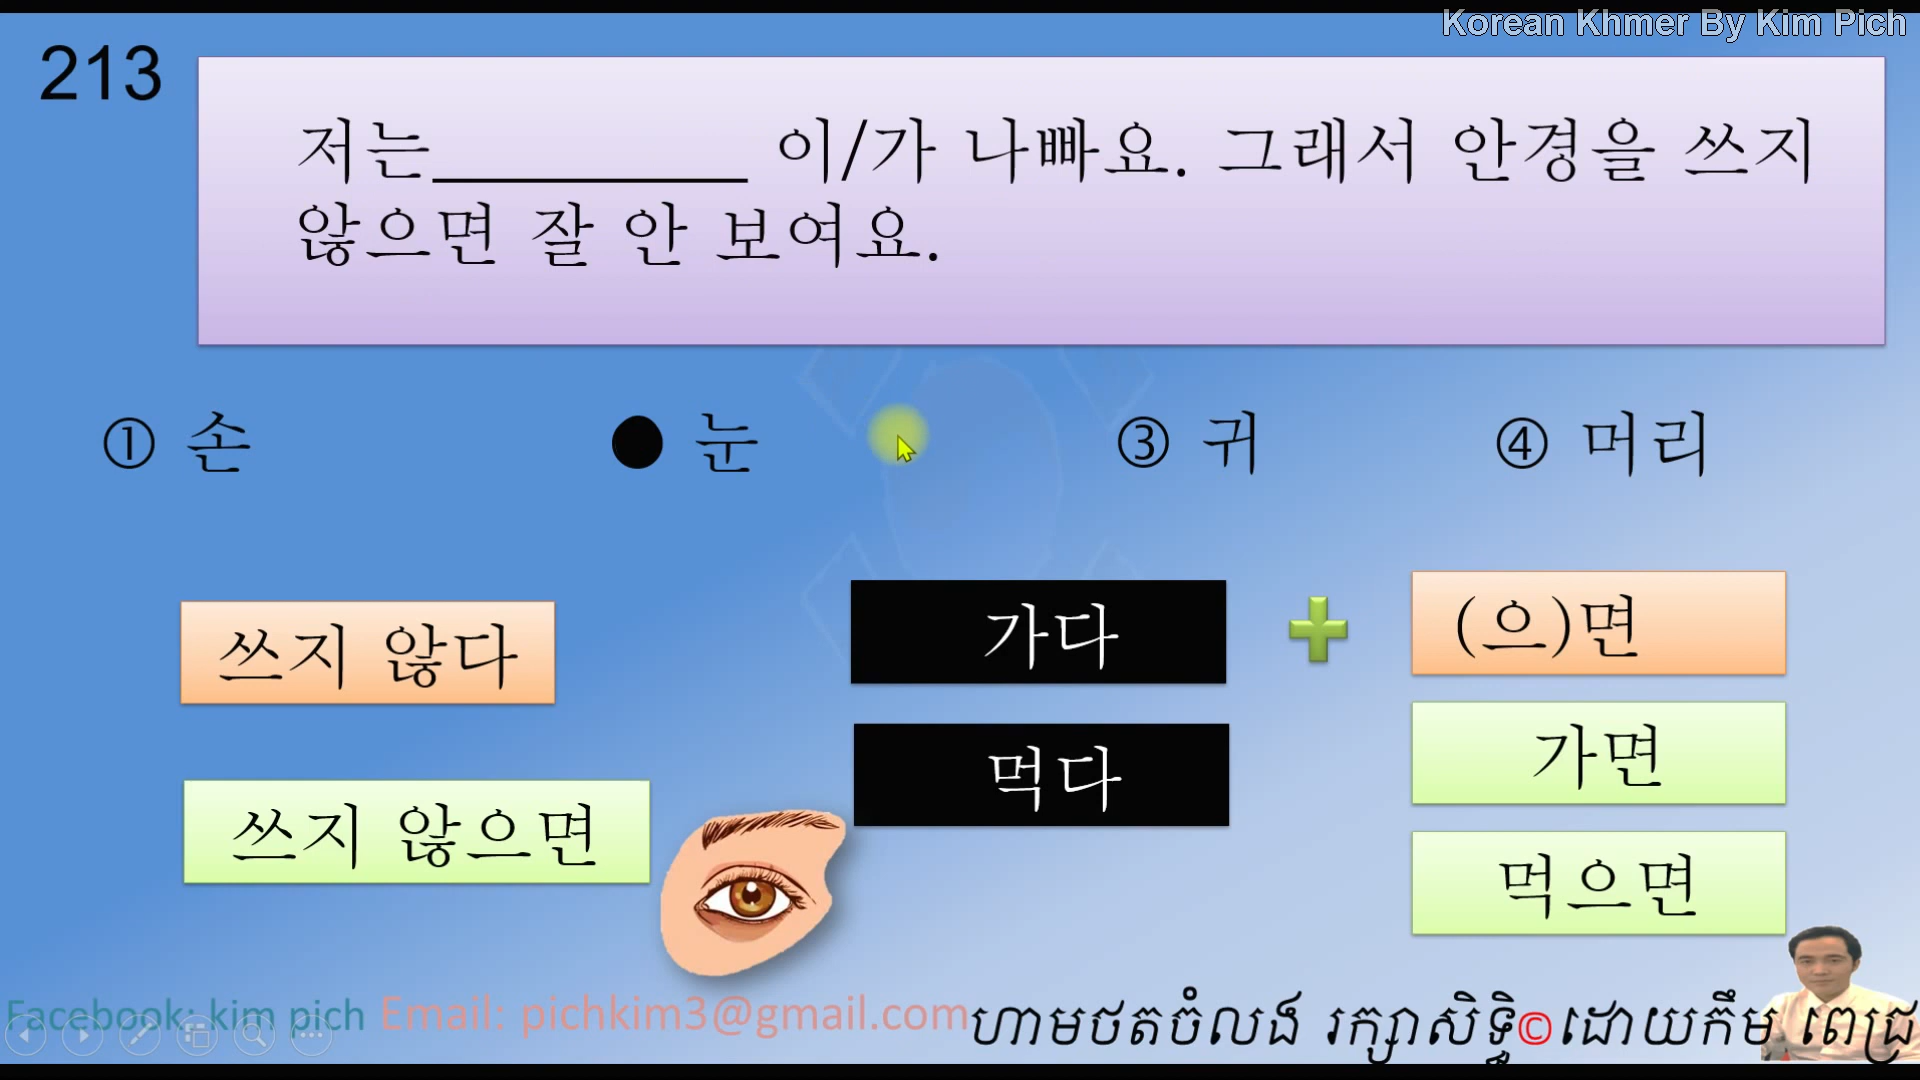 Korean Khmer By Kim Pich
213
저는_________ 이/가 나빠요. 그래서 안경을 쓰지
않으면 잘 안 보여요.
① 손 ● 눈 ③ 귀 ④ 머리
쓰지 않다
가다
(으)면
가면
먹다
쓰지 않으면
먹으면
Facebook: kim pich Email: pichkim3@gmail.com
ហាមថតចំលង រក្សាសិទ្ធិ©ដោយកឹម ពេជ្រ